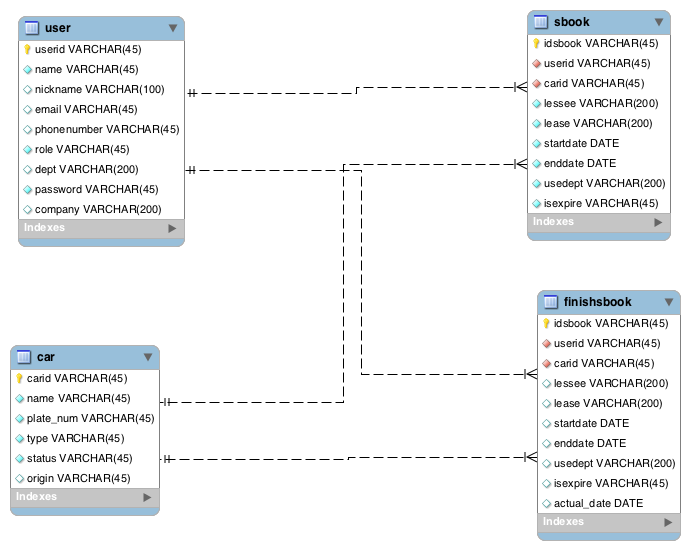 user
userid VARCHAR(45)
name VARCHAR(45)
nickname VARCHAR(100)
email VARCHAR(45)
phonenumber VARCHAR(45)
role VARCHAR(45)
dept VARCHAR(200)
password VARCHAR(45)
company VARCHAR(200)
Indexes
sbook
idsbook VARCHAR(45)
userid VARCHAR(45)
carid VARCHAR(45)
lessee VARCHAR(200)
lease VARCHAR(200)
startdate DATE
enddate DATE
usedept VARCHAR(200)
isexpire VARCHAR(45)
Indexes
car
carid VARCHAR(45)
name VARCHAR(45)
plate_num VARCHAR(45)
type VARCHAR(45)
status VARCHAR(45)
origin VARCHAR(45)
Indexes
finishsbook
idsbook VARCHAR(45)
userid VARCHAR(45)
carid VARCHAR(45)
lessee VARCHAR(200)
lease VARCHAR(200)
startdate DATE
enddate DATE
usedept VARCHAR(200)
isexpire VARCHAR(45)
actual_date DATE
Indexes